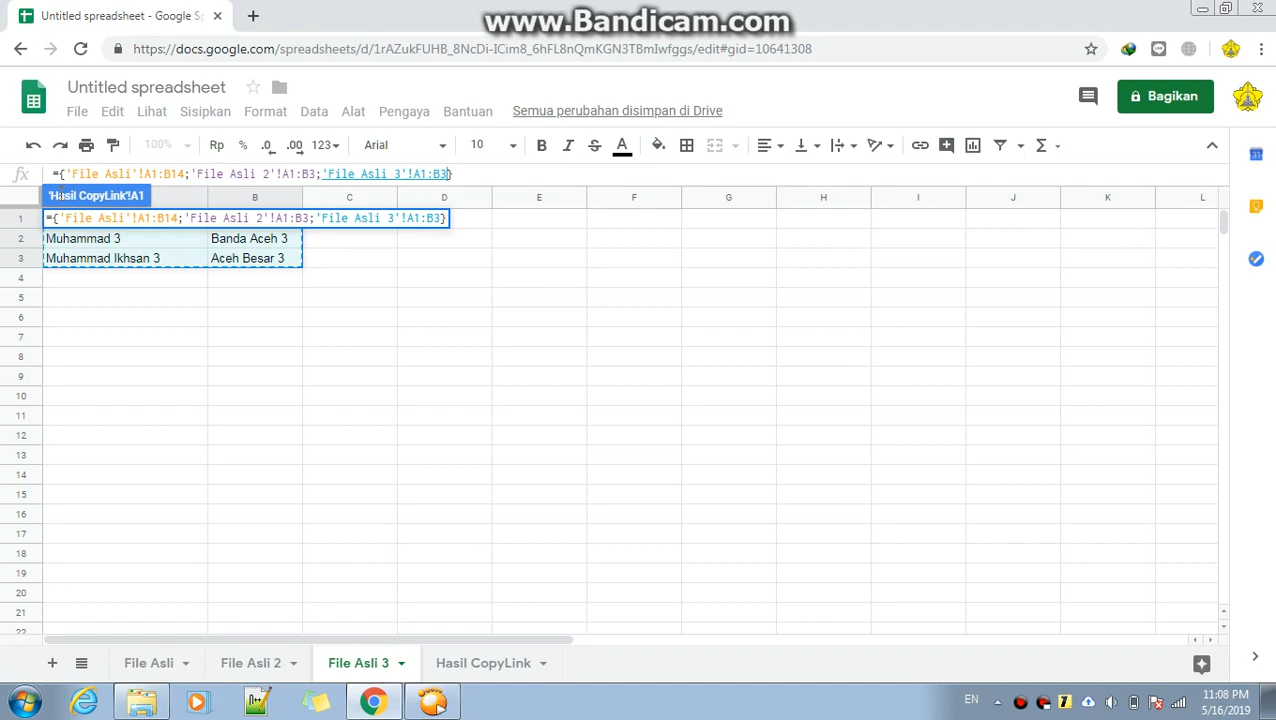 www.Bandicam.com
Untitled spreadsheet - Google Sp
https://docs.google.com/spreadsheets/d/1rAZukFUHB_8NcDi-ICim8_6hFL8nQmKGN3TBmIwfggs/edit#gid=10641308
Untitled spreadsheet
File Edit Lihat Sisipkan Format Data Alat Pengaya Bantuan Semua perubahan disimpan di Drive
Bagikan
100% Rp % .0 .00 123 Arial 10 B I S A
fx ={'File Asli'!A1:B14;'File Asli 2'!A1:B3;'File Asli 3'!A1:B3}
'Hasil CopyLink'!A1
B C D E F G H I J K L
1 ={'File Asli'!A1:B14;'File Asli 2'!A1:B3;'File Asli 3'!A1:B3}
2 Muhammad 3 Banda Aceh 3
3 Muhammad Ikhsan 3 Aceh Besar 3
4
5
6
7
8
9
10
11
12
13
14
15
16
17
18
19
20
21
22
File Asli File Asli 2 File Asli 3 Hasil CopyLink
EN 11:08 PM
5/16/2019